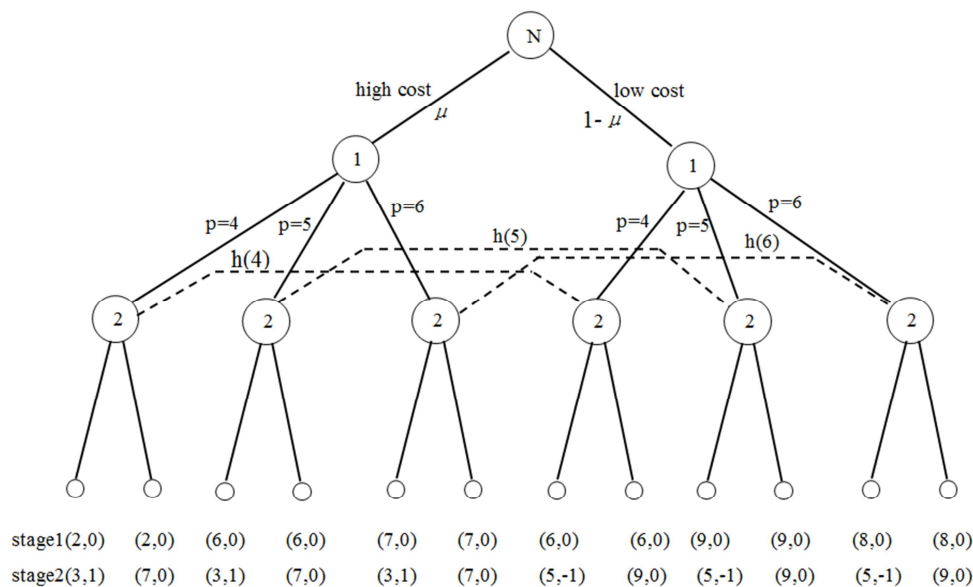 N
high cost
low cost
μ
1-μ
1
1
p=4
p=5
p=6
p=4
p=5
p=6
h(4)
h(5)
h(6)
2
2
2
2
2
2
stage1(2,0) (2,0) (6,0) (6,0) (7,0) (7,0) (6,0) (6,0) (9,0) (9,0) (8,0) (8,0)
stage2(3,1) (7,0) (3,1) (7,0) (3,1) (7,0) (5,-1) (9,0) (5,-1) (9,0) (5,-1) (9,0)